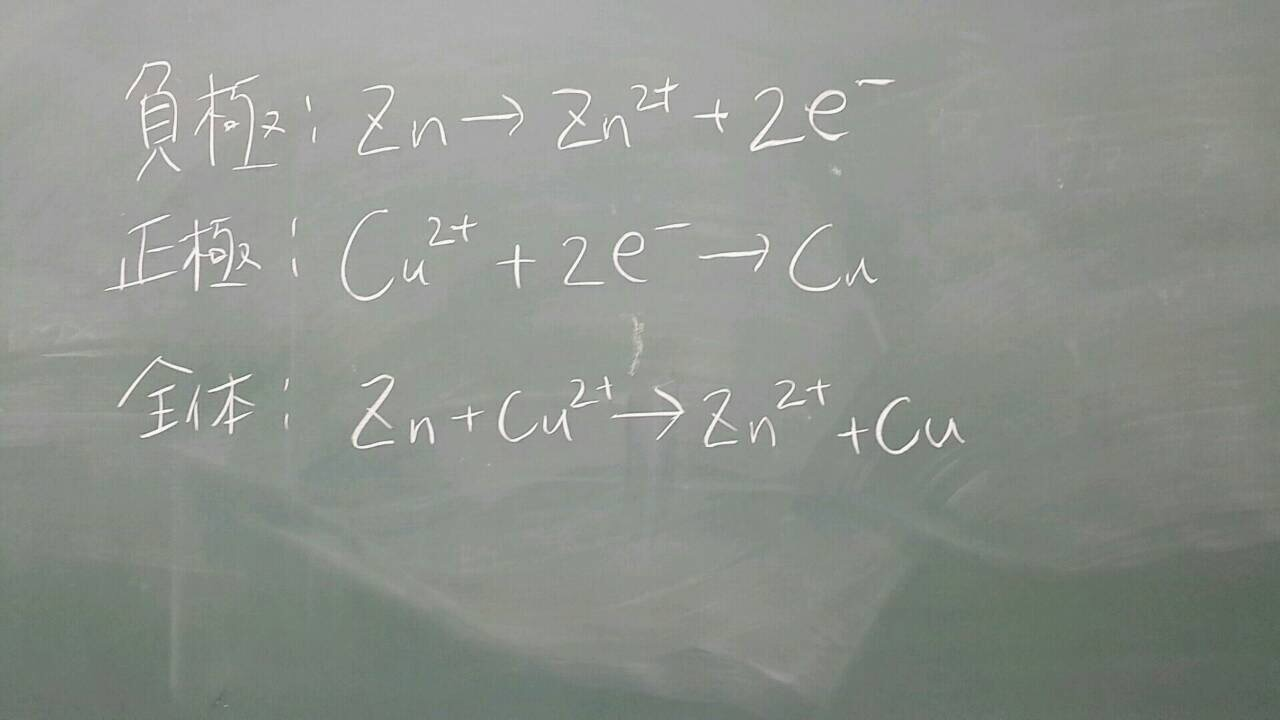 負極: Zn → Zn²⁺ + 2e⁻
正極: Cu²⁺ + 2e⁻ → Cu
全体: Zn + Cu²⁺ → Zn²⁺ + Cu